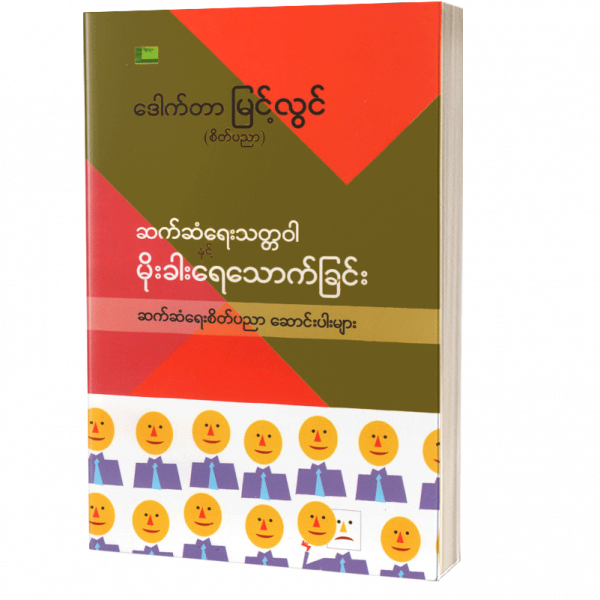 ဒေါက်တာ မြင့်လွင်
(စိတ်ပညာ)
ဆက်ဆံရေးသတ္တဝါ
နှင့်
မိုးခါးရေသောက်ခြင်း
ဆက်ဆံရေးစိတ်ပညာ ဆောင်းပါးများ